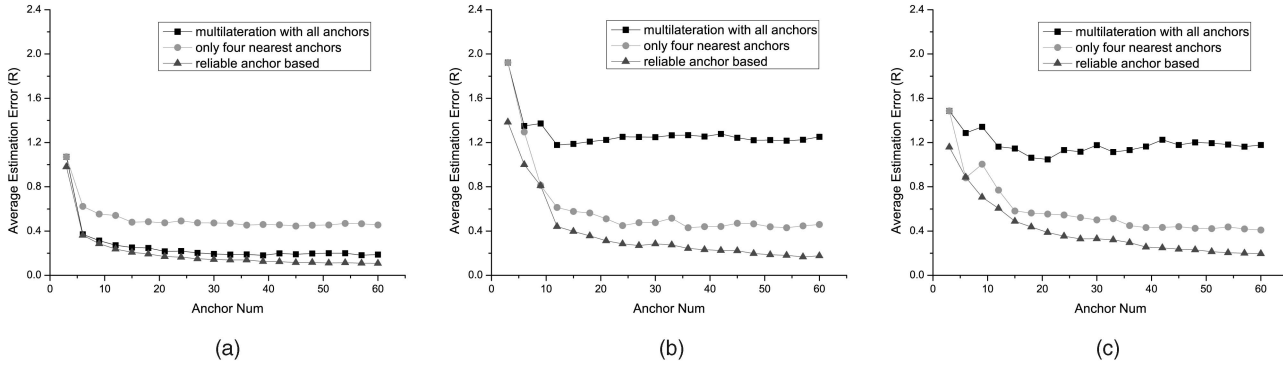 2.4
2.0
1.6
1.2
0.8
0.4
0.0
Average Estimation Error (R)
multilateration with all anchors
only four nearest anchors
reliable anchor based
0 10 20 30 40 50 60
Anchor Num
(a)
2.4
2.0
1.6
1.2
0.8
0.4
0.0
Average Estimation Error (R)
multilateration with all anchors
only four nearest anchors
reliable anchor based
0 10 20 30 40 50 60
Anchor Num
(b)
2.4
2.0
1.6
1.2
0.8
0.4
0.0
Average Estimation Error (R)
multilateration with all anchors
only four nearest anchors
reliable anchor based
0 10 20 30 40 50 60
Anchor Num
(c)